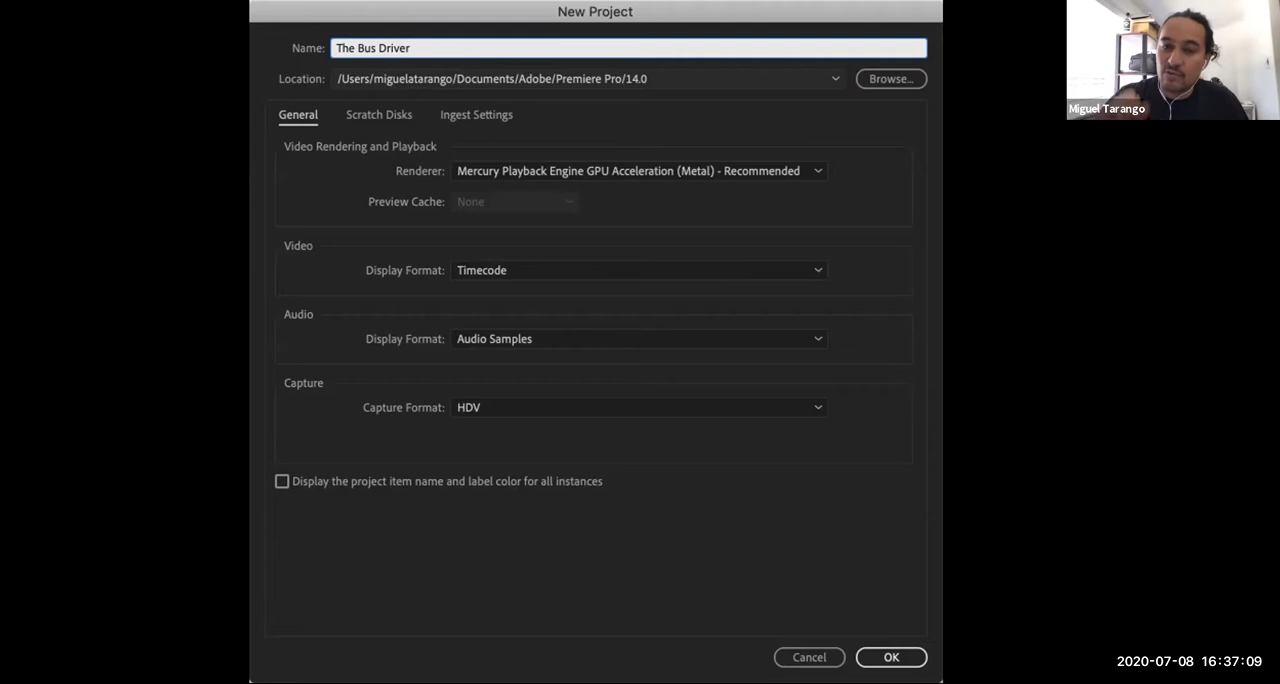 New Project
Name: The Bus Driver
Location: /Users/miguelatarango/Documents/Adobe/Premiere Pro/14.0 Browse...
General Scratch Disks Ingest Settings
Video Rendering and Playback
Renderer: Mercury Playback Engine GPU Acceleration (Metal) - Recommended
Preview Cache: None
Video
Display Format: Timecode
Audio
Display Format: Audio Samples
Capture
Capture Format: HDV
Display the project item name and label color for all instances
Cancel OK
Miguel Tarango
2020-07-08 16:37:09